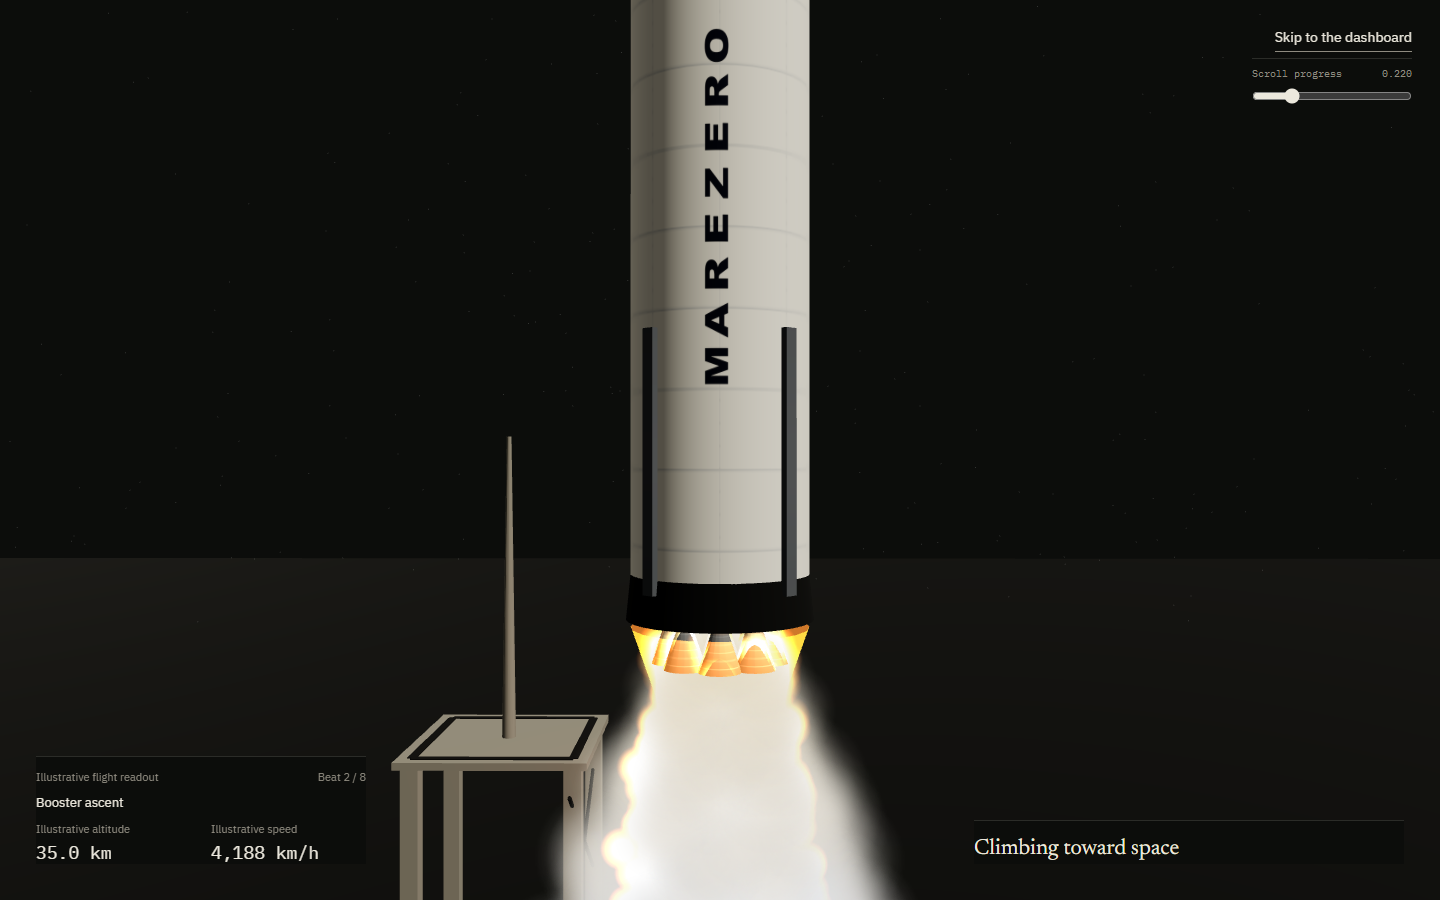 Skip to the dashboard
Scroll progress 0.220
MAREZERO
Illustrative flight readout Beat 2 / 8
Booster ascent
Illustrative altitude Illustrative speed
35.0 km 4,188 km/h
Climbing toward space